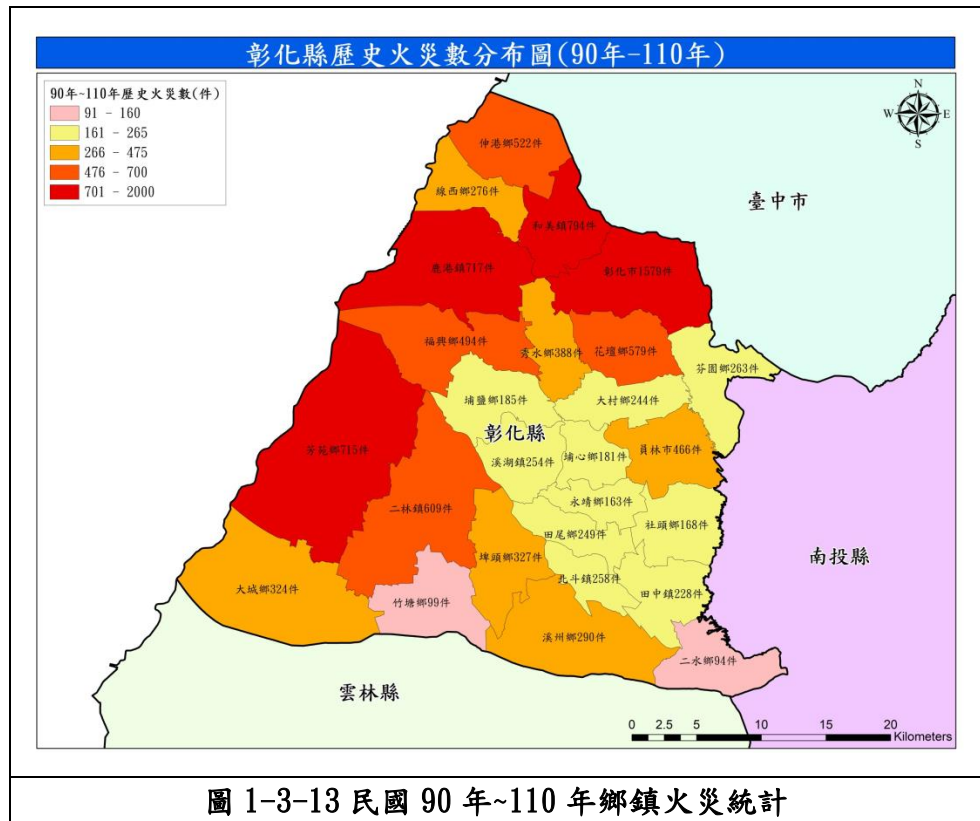 彰化縣歷史火災數分布圖(90年-110年)
90年~110年歷史火災數(件)
91 - 160
161 - 265
266 - 475
476 - 700
701 - 2000
N
W
E
S
伸港鄉522件
線西鄉276件
和美鎮794件
臺中市
鹿港鎮717件
彰化市1579件
福興鄉494件
秀水鄉388件
花壇鄉579件
芬園鄉263件
埔鹽鄉185件
大村鄉244件
彰化縣
芳苑鄉715件
溪湖鎮254件
埔心鄉181件
員林市466件
二林鎮609件
永靖鄉163件
社頭鄉168件
田尾鄉249件
埤頭鄉327件
南投縣
北斗鎮258件
大城鄉324件
竹塘鄉99件
田中鎮228件
溪州鄉290件
二水鄉94件
雲林縣
0 2.5 5 10 15 20
Kilometers
圖 1-3-13 民國 90 年~110 年鄉鎮火災統計